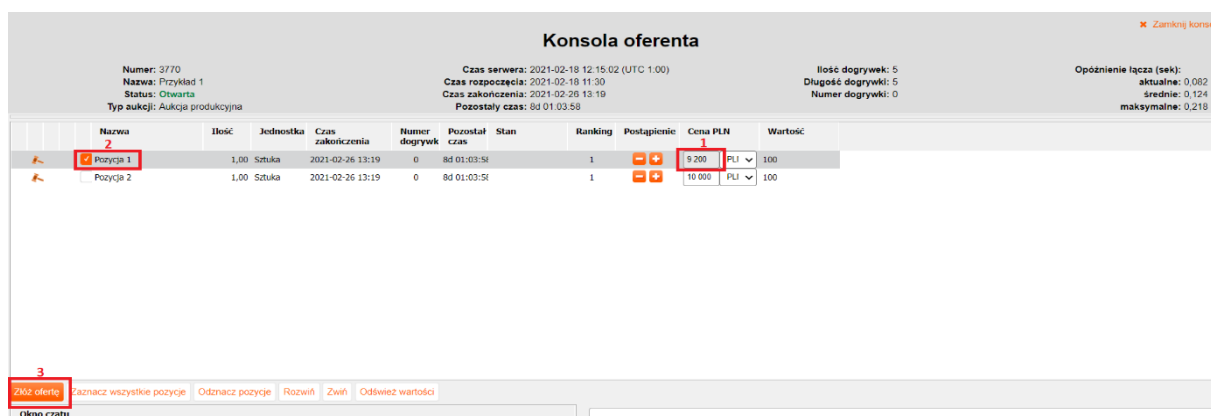 ✖ Zamknij kons
Konsola oferenta
Numer: 3770
Nazwa: Przykład 1
Status: Otwarta
Typ aukcji: Aukcja produkcyjna
Czas serwera: 2021-02-18 12:15:02 (UTC 1:00)
Czas rozpoczęcia: 2021-02-18 11:30
Czas zakończenia: 2021-02-26 13:19
Pozostały czas: 8d 01:03:58
Ilość dogrywek: 5
Długość dogrywki: 5
Numer dogrywki: 0
Opóźnienie łącza (sek):
aktualne: 0,082
średnie: 0,124
maksymalne: 0,218
Nazwa Ilość Jednostka Czas zakończenia Numer dogrywk Pozostał czas Stan Ranking Postąpienie Cena PLN Wartość
2 1
Pozycja 1 1,00 Sztuka 2021-02-26 13:19 0 8d 01:03:58 1 9 200 PLI 100
Pozycja 2 1,00 Sztuka 2021-02-26 13:19 0 8d 01:03:58 1 10 000 PLI 100
3
Złóż ofertę Zaznacz wszystkie pozycje Odznacz pozycje Rozwiń Zwiń Odśwież wartości
Okno czatu